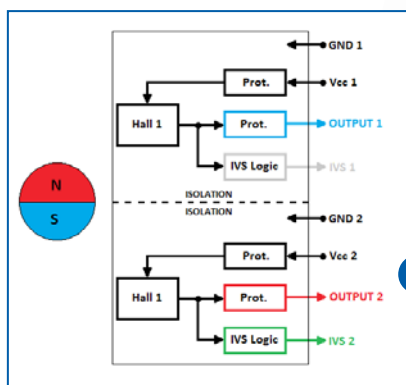 GND 1
Prot.
Vcc 1
Hall 1
Prot.
OUTPUT 1
IVS Logic
IVS 1
ISOLATION
ISOLATION
N
S
GND 2
Prot.
Vcc 2
Hall 1
Prot.
OUTPUT 2
IVS Logic
IVS 2